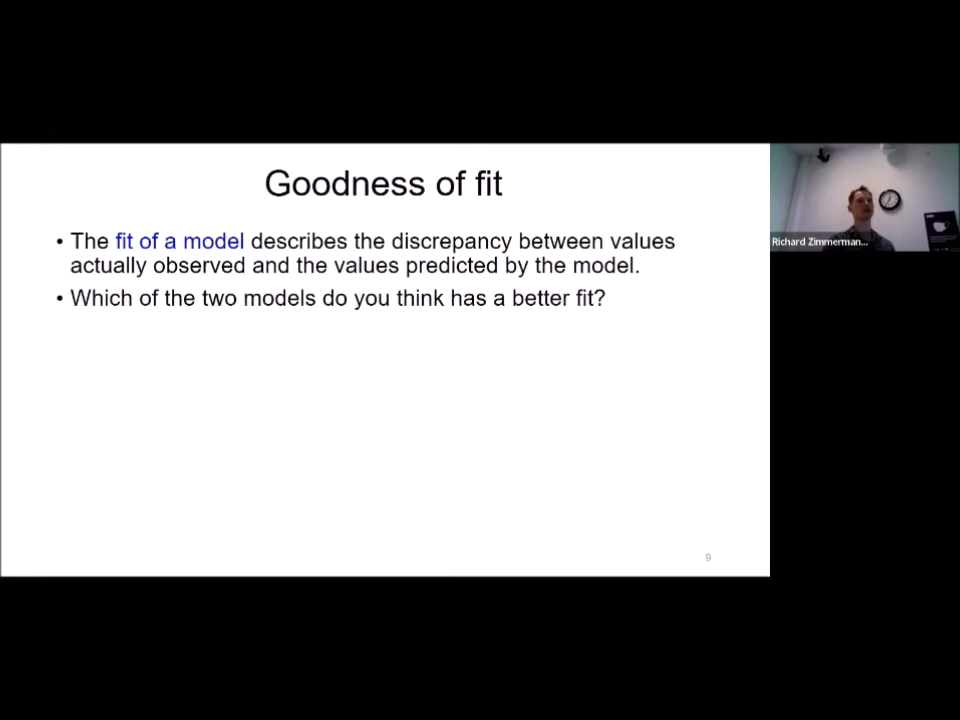 Goodness of fit
• The fit of a model describes the discrepancy between values
actually observed and the values predicted by the model.
• Which of the two models do you think has a better fit?
9
Richard Zimmerman...